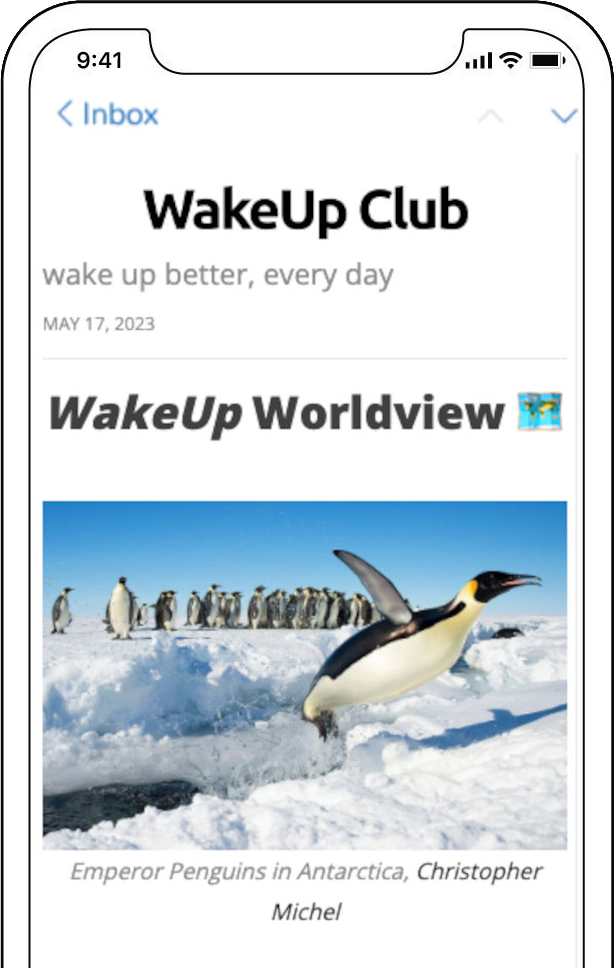 9:41
Inbox
WakeUp Club
wake up better, every day
MAY 17, 2023
WakeUp Worldview 🗺️
Emperor Penguins in Antarctica, Christopher
Michel